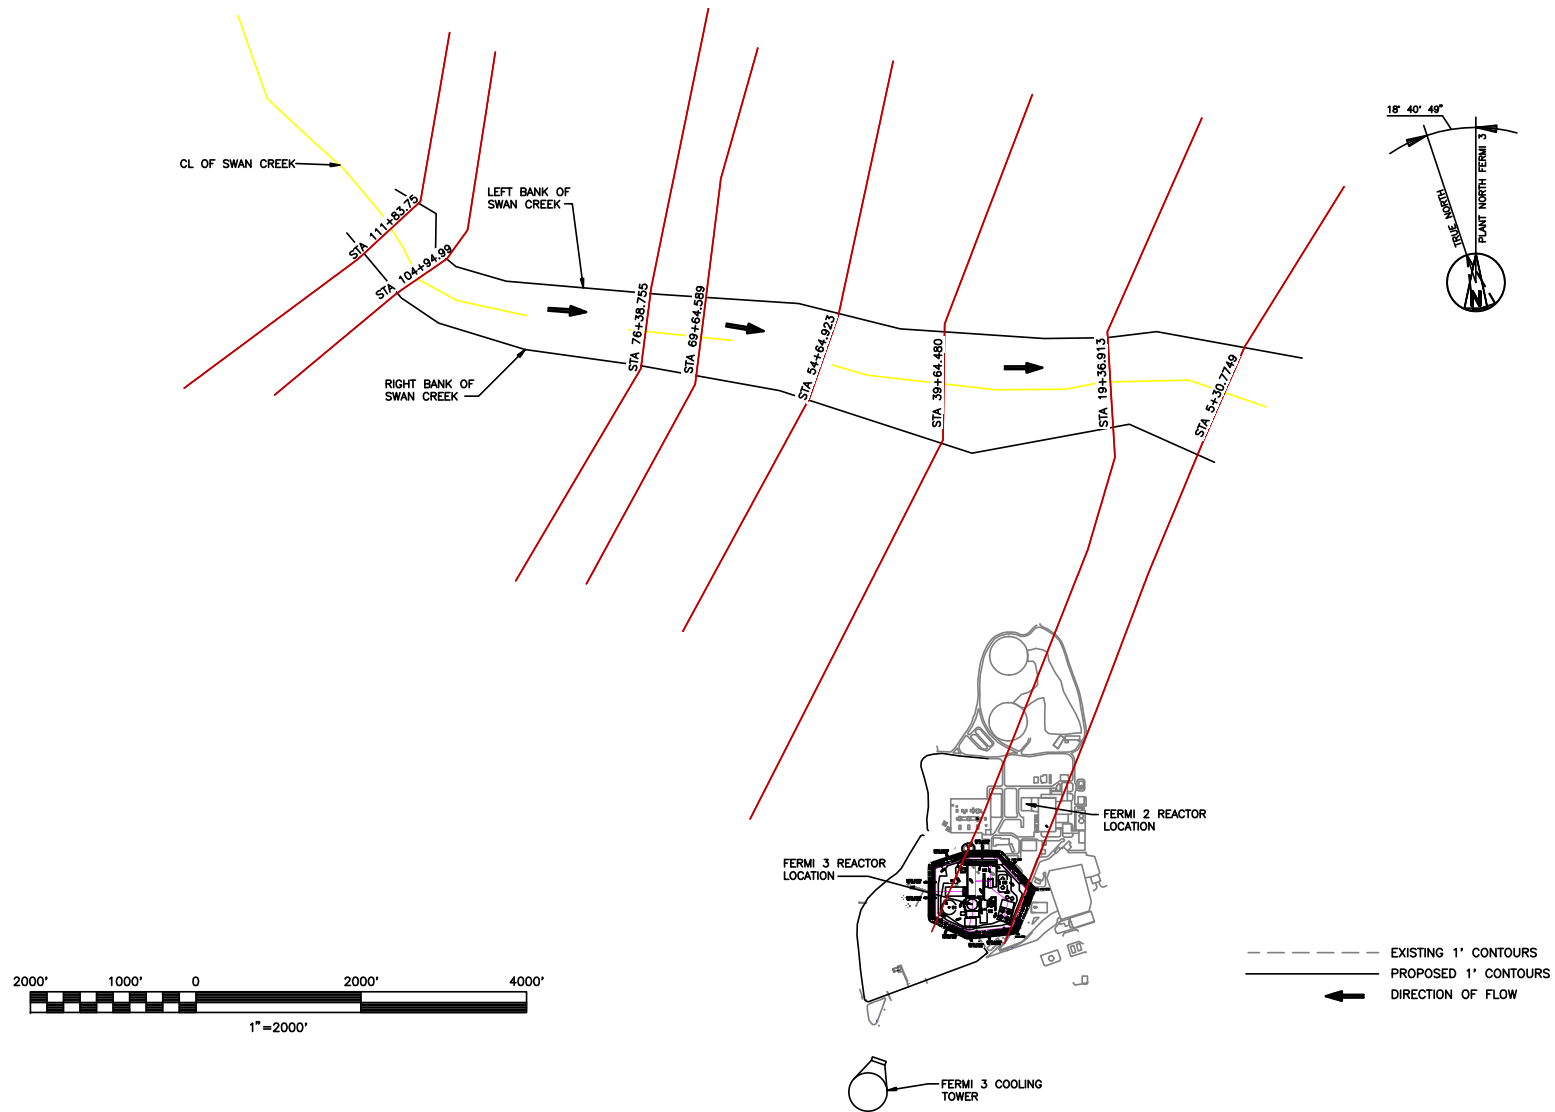 18° 40' 49"
TRUE NORTH
PLANT NORTH FERMI 3
N
CL OF SWAN CREEK
LEFT BANK OF
SWAN CREEK
STA 111+83.75
STA 104+94.99
STA 76+38.755
STA 69+64.589
STA 54+64.923
STA 39+64.480
STA 19+36.913
STA 5+30.7749
RIGHT BANK OF
SWAN CREEK
FERMI 2 REACTOR
LOCATION
FERMI 3 REACTOR
LOCATION
EXISTING 1' CONTOURS
PROPOSED 1' CONTOURS
DIRECTION OF FLOW
2000' 1000' 0 2000' 4000'
1"=2000'
FERMI 3 COOLING
TOWER